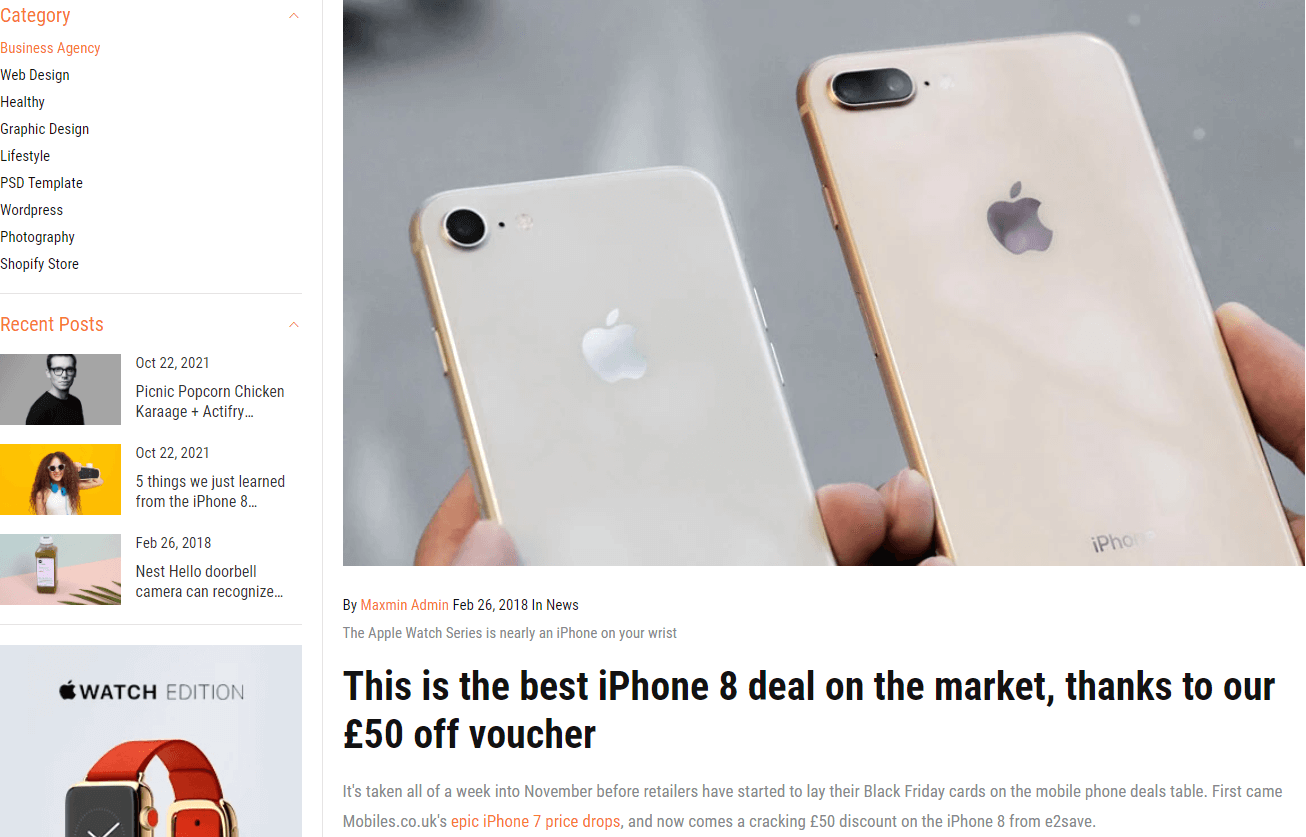 Category
Business Agency
Web Design
Healthy
Graphic Design
Lifestyle
PSD Template
Wordpress
Photography
Shopify Store
Recent Posts
Oct 22, 2021
Picnic Popcorn Chicken
Karaage + Actifry…
Oct 22, 2021
5 things we just learned
from the iPhone 8…
Feb 26, 2018
Nest Hello doorbell
camera can recognize…
WATCH EDITION
iPhone
By Maxmin Admin Feb 26, 2018 In News
The Apple Watch Series is nearly an iPhone on your wrist
This is the best iPhone 8 deal on the market, thanks to our
£50 off voucher
It's taken all of a week into November before retailers have started to lay their Black Friday cards on the mobile phone deals table. First came
Mobiles.co.uk's epic iPhone 7 price drops, and now comes a cracking £50 discount on the iPhone 8 from e2save.